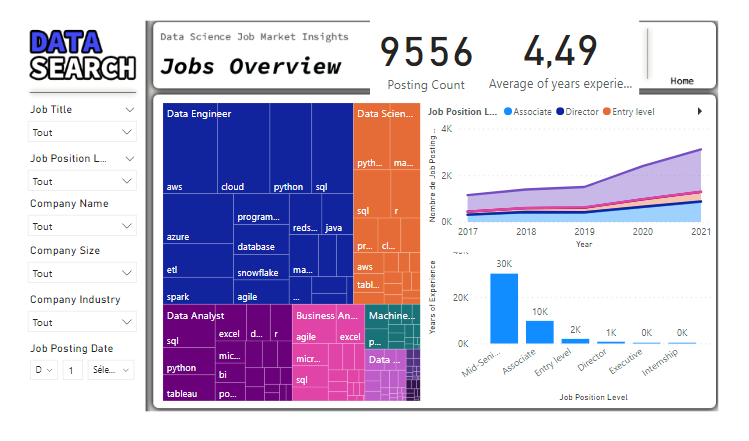 DATA
SEARCH
Job Title
Tout
Job Position L...
Tout
Company Name
Tout
Company Size
Tout
Company Industry
Tout
Job Posting Date
D
1
Séle...
Data Science Job Market Insights
Jobs Overview
9556
Posting Count
4,49
Average of years experie...
Home
Data Engineer
aws
cloud
python
sql
azure
etl
spark
program...
database
snowflake
agile
reds...
java
ma...
...
Data Scien...
pyth...
ma...
sql
r
pr...
cl...
aws
tabl...
Data Analyst
sql
python
tableau
excel
d...
r
mic...
bi
po...
Business An...
agile
excel
micr...
sql
Machine...
p...
Data ...
Job Position L...
Associate
Director
Entry level
Nombre de Job Posting...
4K
2K
0K
2017
2018
2019
2020
2021
Year
Years of Experience
40K
20K
0K
30K
10K
2K
1K
0K
0K
Mid-Seni...
Associate
Entry level
Director
Executive
Internship
Job Position Level